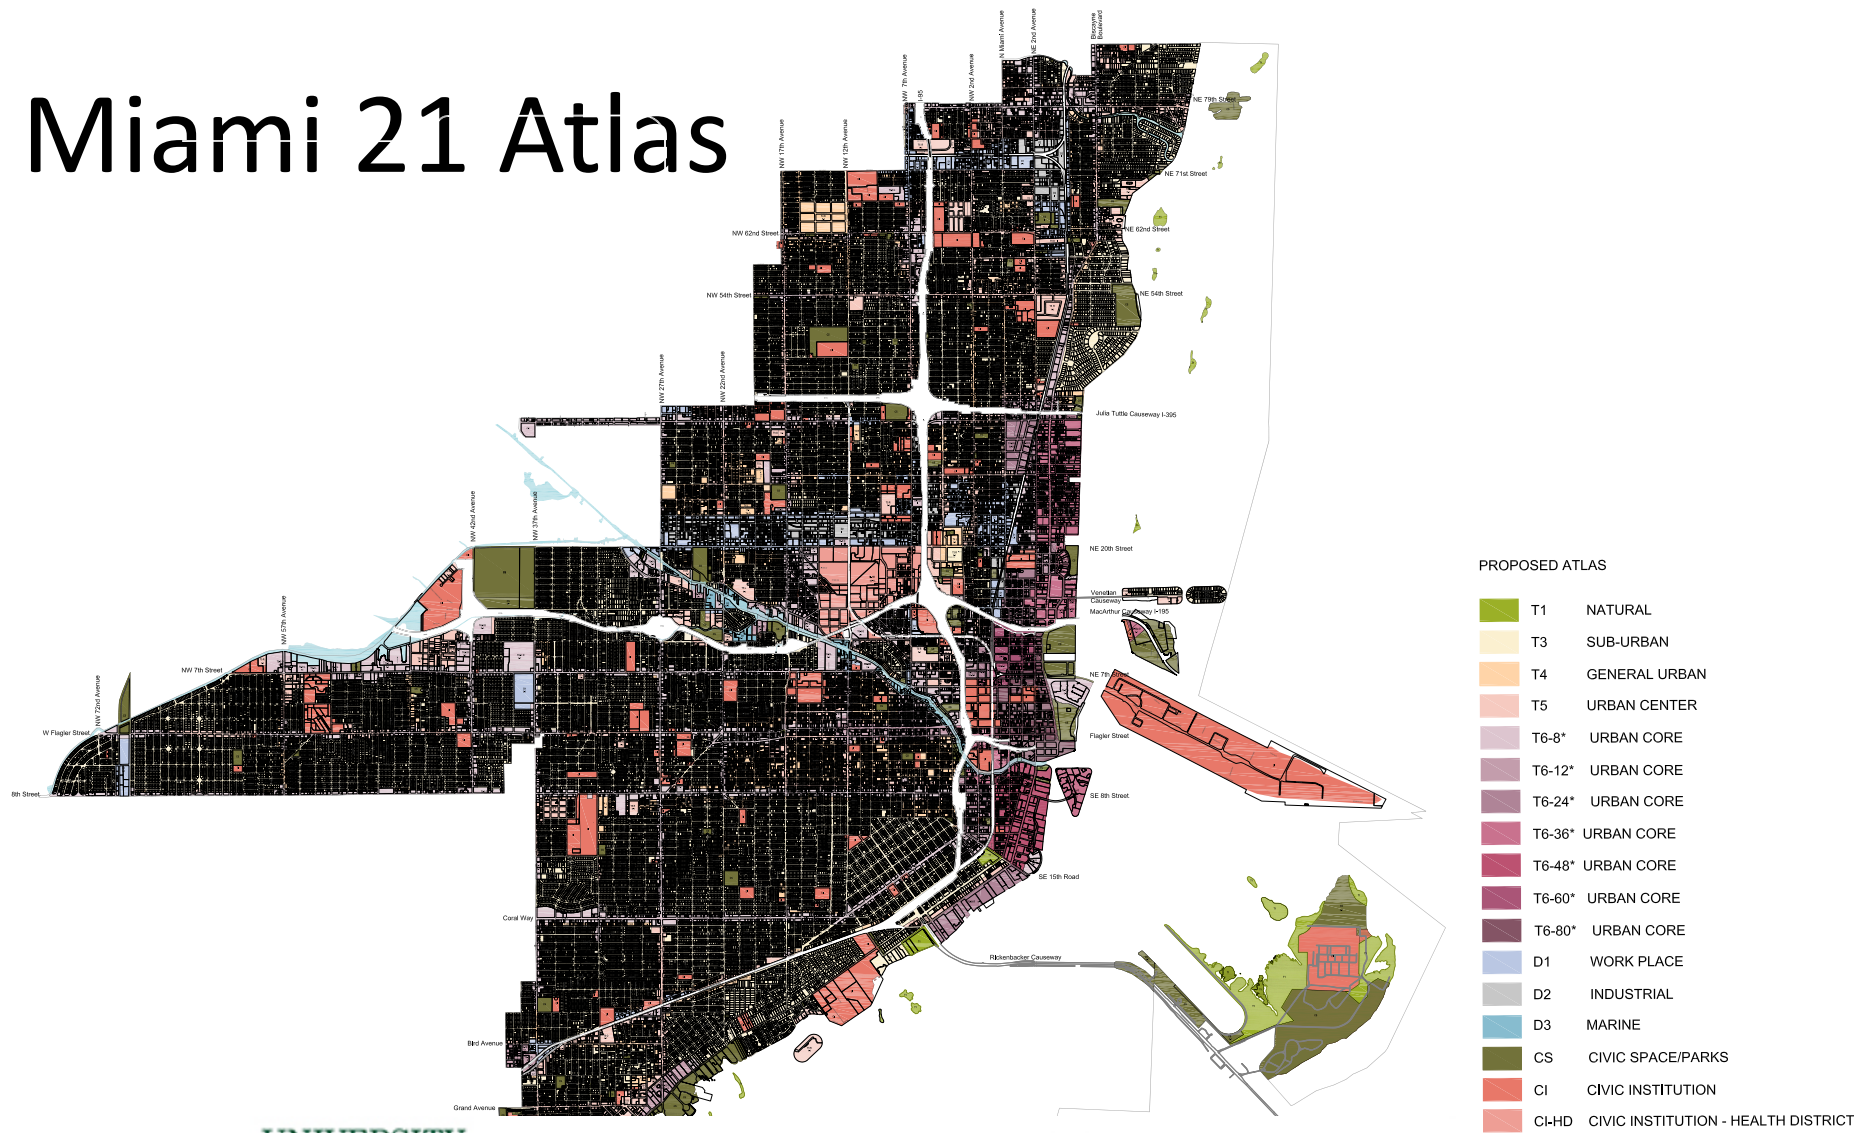 Miami 21 Atlas
NW 7th Avenue
I-95
NW 2nd Avenue
N Miami Avenue
NE 2nd Avenue
Biscayne
Boulevard
NW 17th Avenue
NW 12th Avenue
NE 79th Street
NE 71st Street
NW 62nd Street
NE 62nd Street
NW 54th Street
NE 54th Street
NW 27th Avenue
NW 22nd Avenue
Julia Tuttle Causeway I-395
NW 42nd Avenue
NW 37th Avenue
NE 20th Street
Venetian
Causeway
MacArthur Causeway I-195
NW 57th Avenue
NW 7th Street
NE 7th Street
NW 72nd Avenue
W Flagler Street
Flagler Street
8th Street
SE 8th Street
SE 15th Road
Coral Way
Rickenbacker Causeway
Bird Avenue
Grand Avenue
UNIVERSITY
PROPOSED ATLAS
T1 NATURAL
T3 SUB-URBAN
T4 GENERAL URBAN
T5 URBAN CENTER
T6-8* URBAN CORE
T6-12* URBAN CORE
T6-24* URBAN CORE
T6-36* URBAN CORE
T6-48* URBAN CORE
T6-60* URBAN CORE
T6-80* URBAN CORE
D1 WORK PLACE
D2 INDUSTRIAL
D3 MARINE
CS CIVIC SPACE/PARKS
CI CIVIC INSTITUTION
CI-HD CIVIC INSTITUTION - HEALTH DISTRICT